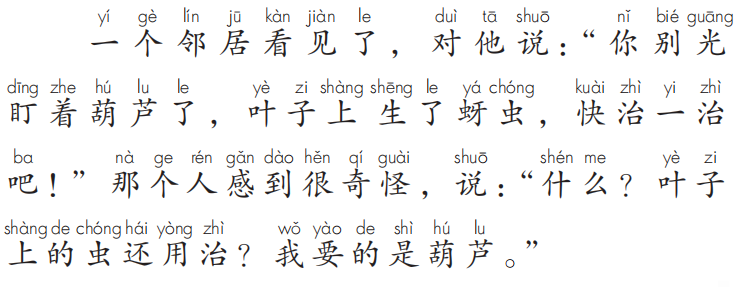 yí gè lín jū kàn jiàn le duì tā shuō nǐ bié guāng
一个邻居看见了，对他说：“你别光
dīng zhe hú lu le yè zi shàng shēng le yá chóng kuài zhì yi zhì
盯着葫芦了，叶子上生了蚜虫，快治一治
ba nà ge rén gǎn dào hěn qí guài shuō shén me yè zi
吧！”那个人感到很奇怪，说：“什么？叶子
shàng de chóng hái yòng zhì wǒ yào de shì hú lu
上的虫还用治？我要的是葫芦。”